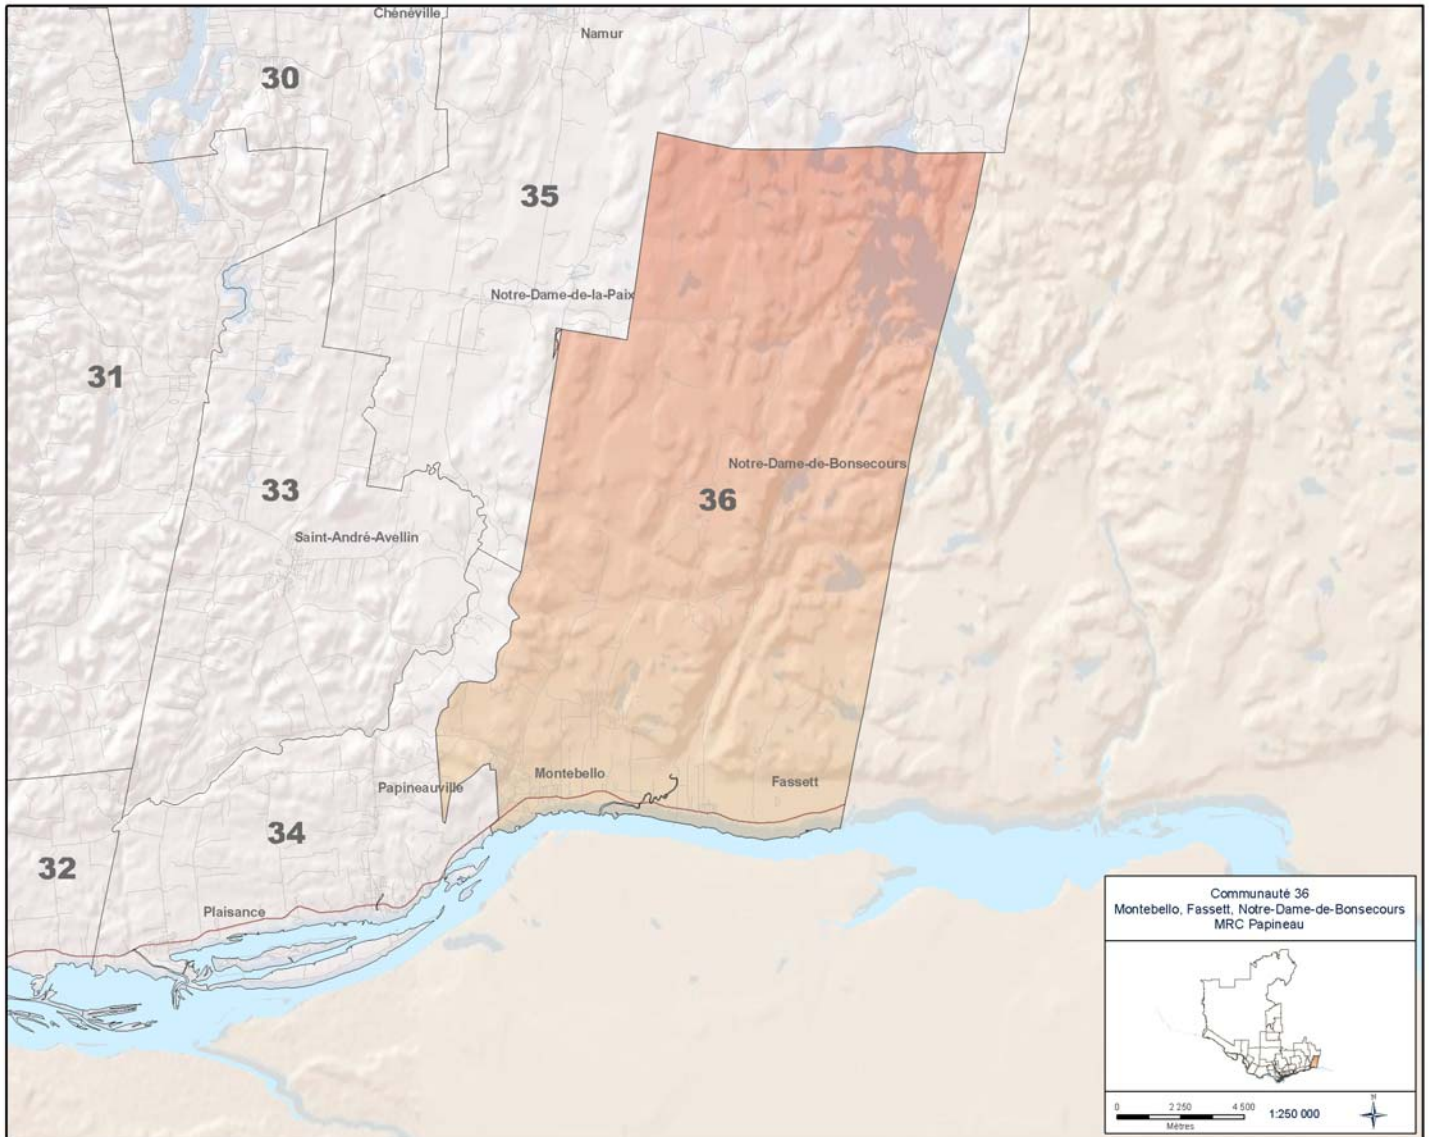 Chénéville
Namur
30
35
Notre-Dame-de-la-Paix
31
Notre-Dame-de-Bonsecours
33
36
Saint-André-Avellin
Montebello
Fassett
Papineauville
34
32
Plaisance
Communauté 36
Montebello, Fassett, Notre-Dame-de-Bonsecours
MRC Papineau
0 2 250 4 500
Mètres
1:250 000
N